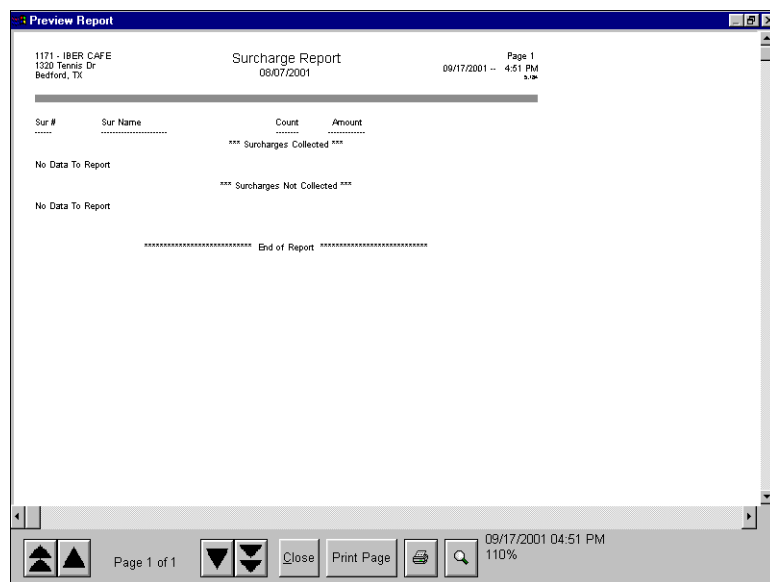 Preview Report
1171 - IBER CAFE
1320 Tennis Dr
Bedford, TX
Surcharge Report
08/07/2001
Page 1
09/17/2001 -- 4:51 PM
Sur # Sur Name Count Amount
*** Surcharges Collected ***
No Data To Report
*** Surcharges Not Collected ***
No Data To Report
*************************** End of Report ***************************
Page 1 of 1
Close
Print Page
09/17/2001 04:51 PM
110%